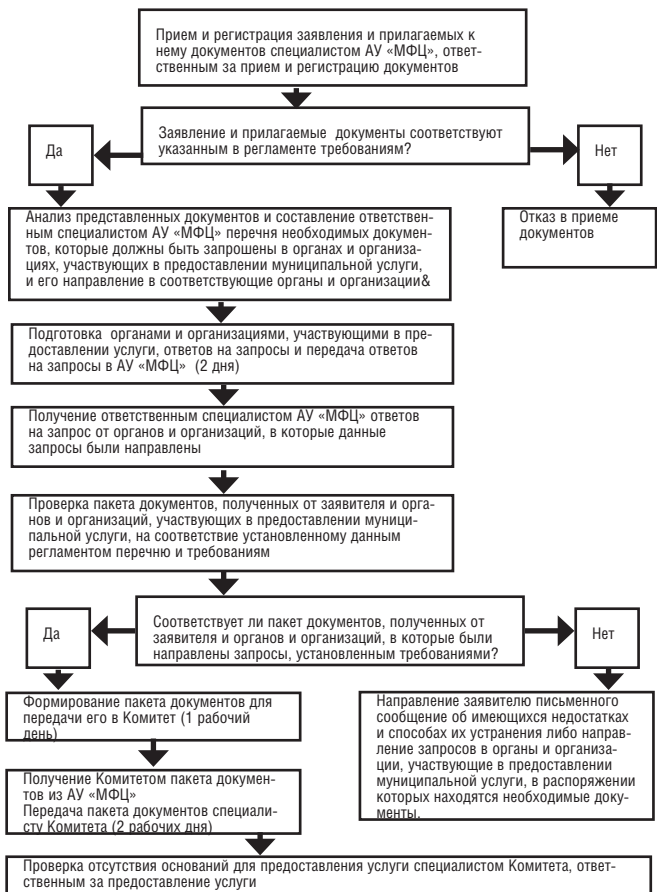 Прием и регистрация заявления и прилагаемых к
нему документов специалистом АУ «МФЦ», ответ-
ственным за прием и регистрацию документов
Заявление и прилагаемые документы соответствуют
указанным в регламенте требованиям?
Да
Нет
Анализ представленных документов и составление ответствен-
ным специалистом АУ «МФЦ» перечня необходимых докумен-
тов, которые должны быть запрошены в органах и организа-
циях, участвующих в предоставлении муниципальной услуги,
и его направление в соответствующие органы и организации&
Отказ в приеме
документов
Подготовка органами и организациями, участвующими в пре-
доставлении услуги, ответов на запросы и передача ответов
на запросы в АУ «МФЦ» (2 дня)
Получение ответственным специалистом АУ «МФЦ» ответов
на запрос от органов и организаций, в которые данные
запросы были направлены
Проверка пакета документов, полученных от заявителя и орга-
нов и организаций, участвующих в предоставлении муници-
пальной услуги, на соответствие установленному данным
регламентом перечню и требованиям
Соответствует ли пакет документов, полученных от
заявителя и органов и организаций, в которые были
направлены запросы, установленным требованиями?
Да
Нет
Формирование пакета документов для
передачи его в Комитет (1 рабочий
день)
Направление заявителю письменного
сообщение об имеющихся недостатках
и способах их устранения либо направ-
ление запросов в органы и организа-
ции, участвующие в предоставлении
муниципальной услуги, в распоряжении
которых находятся необходимые доку-
менты.
Получение Комитетом пакета докумен-
тов из АУ «МФЦ»
Передача пакета документов специали-
сту Комитета (2 рабочих дня)
Проверка отсутствия оснований для предоставления услуги специалистом Комитета, ответ-
ственным за предоставление услуги